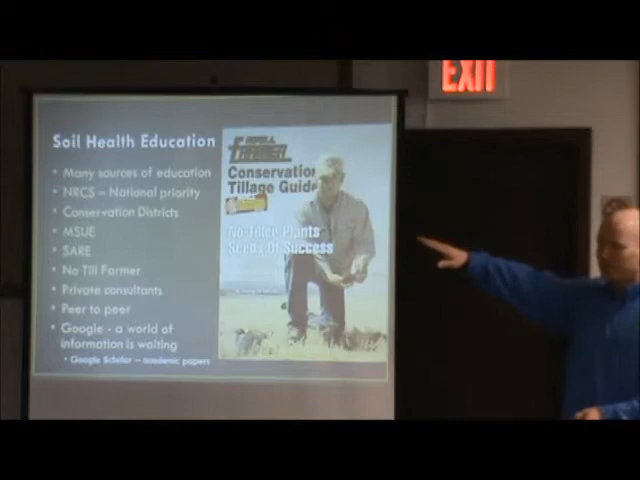 EXIT
Soil Health Education
• Many sources of education
• NRCS – National priority
• Conservation Districts
• MSUE
• SARE
• No Till Farmer
• Private consultants
• Peer to peer
• Google - a world of
information is waiting
• Google Scholar – academic papers
FARMER
Conservation
Tillage Guide
No-Tiller Plants
Seeds Of Success